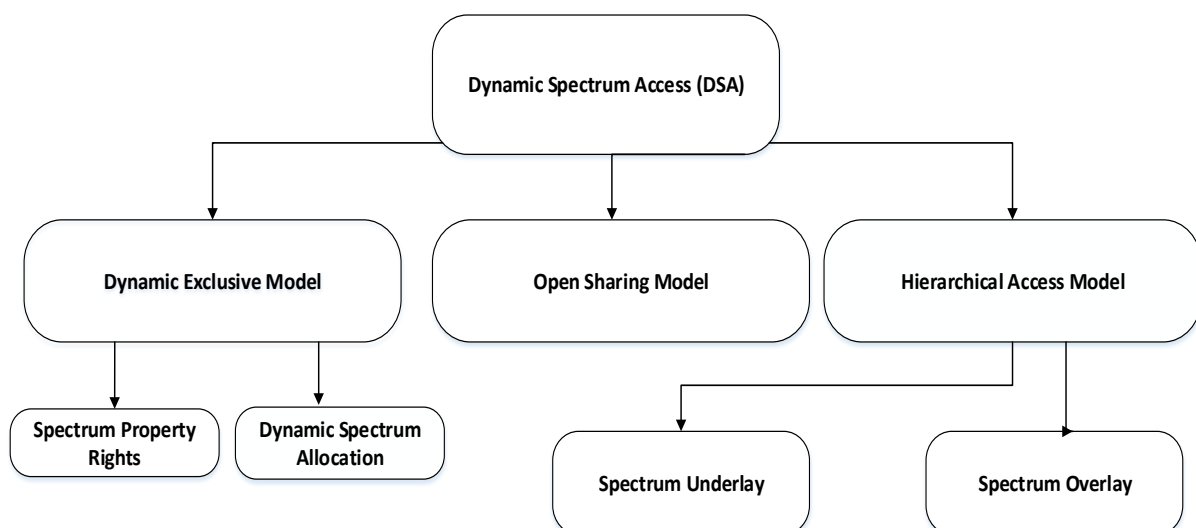 Dynamic Spectrum Access (DSA)
Dynamic Exclusive Model
Open Sharing Model
Hierarchical Access Model
Spectrum Property
Rights
Dynamic Spectrum
Allocation
Spectrum Underlay
Spectrum Overlay